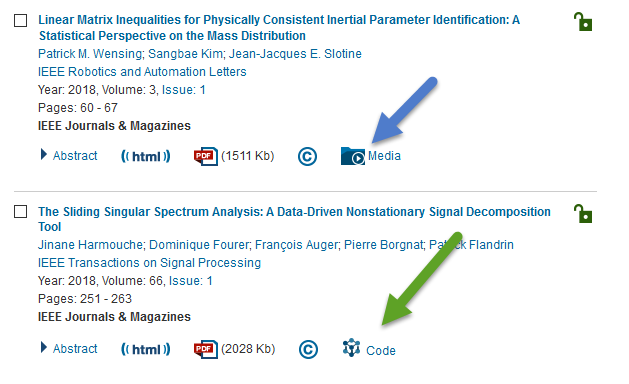 Linear Matrix Inequalities for Physically Consistent Inertial Parameter Identification: A
Statistical Perspective on the Mass Distribution
Patrick M. Wensing; Sangbae Kim; Jean-Jacques E. Slotine
IEEE Robotics and Automation Letters
Year: 2018, Volume: 3, Issue: 1
Pages: 60 - 67
IEEE Journals & Magazines
Abstract ((html)) PDF (1511 Kb) © Media
The Sliding Singular Spectrum Analysis: A Data-Driven Nonstationary Signal Decomposition
Tool
Jinane Harmouche; Dominique Fourer; François Auger; Pierre Borgnat; Patrick Flandrin
IEEE Transactions on Signal Processing
Year: 2018, Volume: 66, Issue: 1
Pages: 251 - 263
IEEE Journals & Magazines
Abstract ((html)) PDF (2028 Kb) © Code